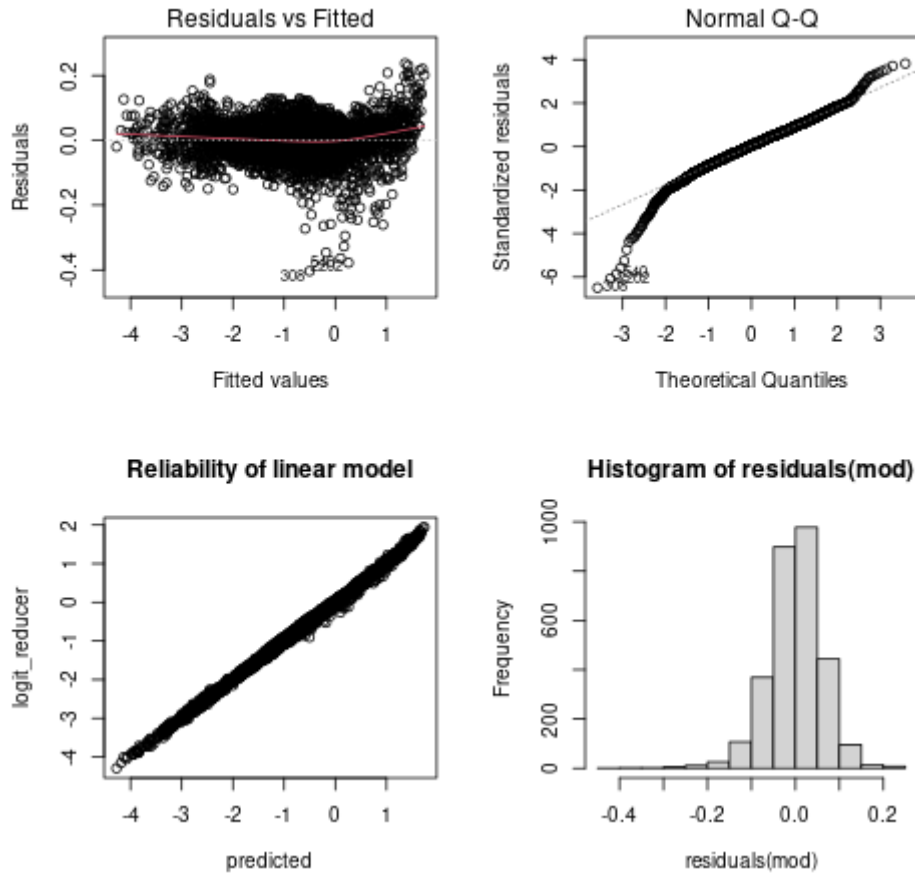 Residuals vs Fitted
Residuals
0.2
0.0
-0.2
-0.4
308
-4 -3 -2 -1 0 1
Fitted values
Normal Q-Q
Standardized residuals
4
2
0
-2
-4
-6
-3 -2 -1 0 1 2 3
Theoretical Quantiles
Reliability of linear model
logit_reducer
2
1
0
-1
-2
-3
-4
-4 -3 -2 -1 0 1
predicted
Histogram of residuals(mod)
Frequency
1000
600
200
0
-0.4 -0.2 0.0 0.2
residuals(mod)